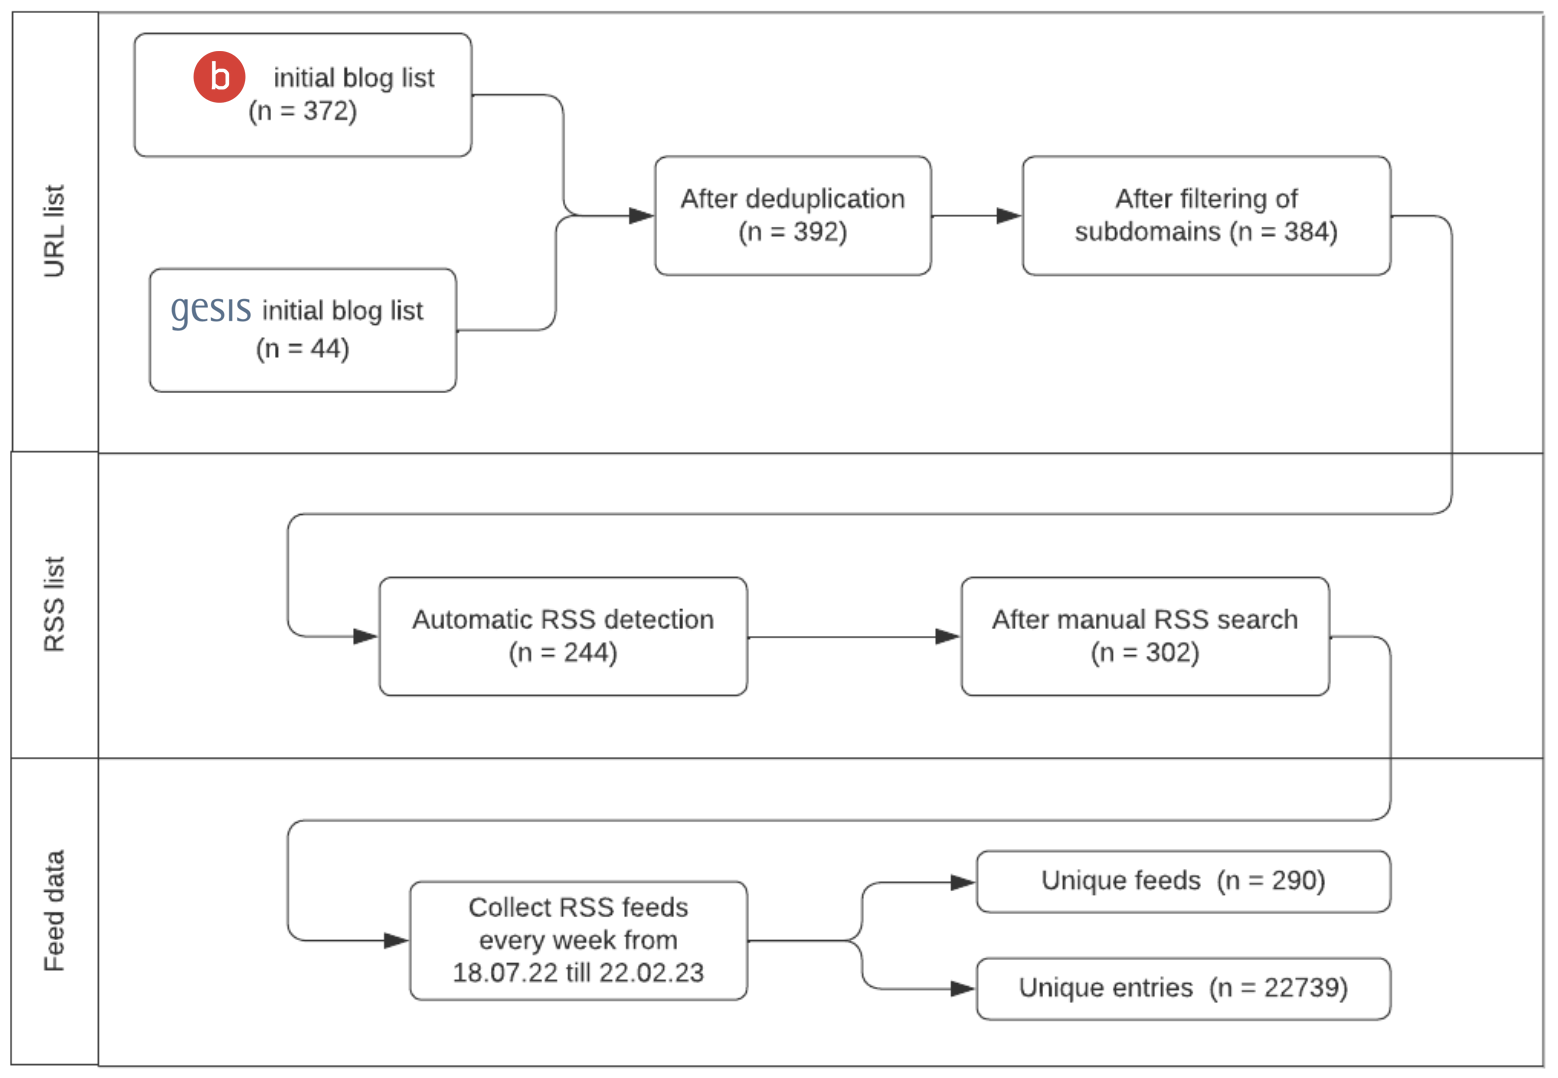 URL list
b initial blog list
(n = 372)
gesis initial blog list
(n = 44)
After deduplication
(n = 392)
After filtering of
subdomains (n = 384)
RSS list
Automatic RSS detection
(n = 244)
After manual RSS search
(n = 302)
Feed data
Collect RSS feeds
every week from
18.07.22 till 22.02.23
Unique feeds (n = 290)
Unique entries (n = 22739)